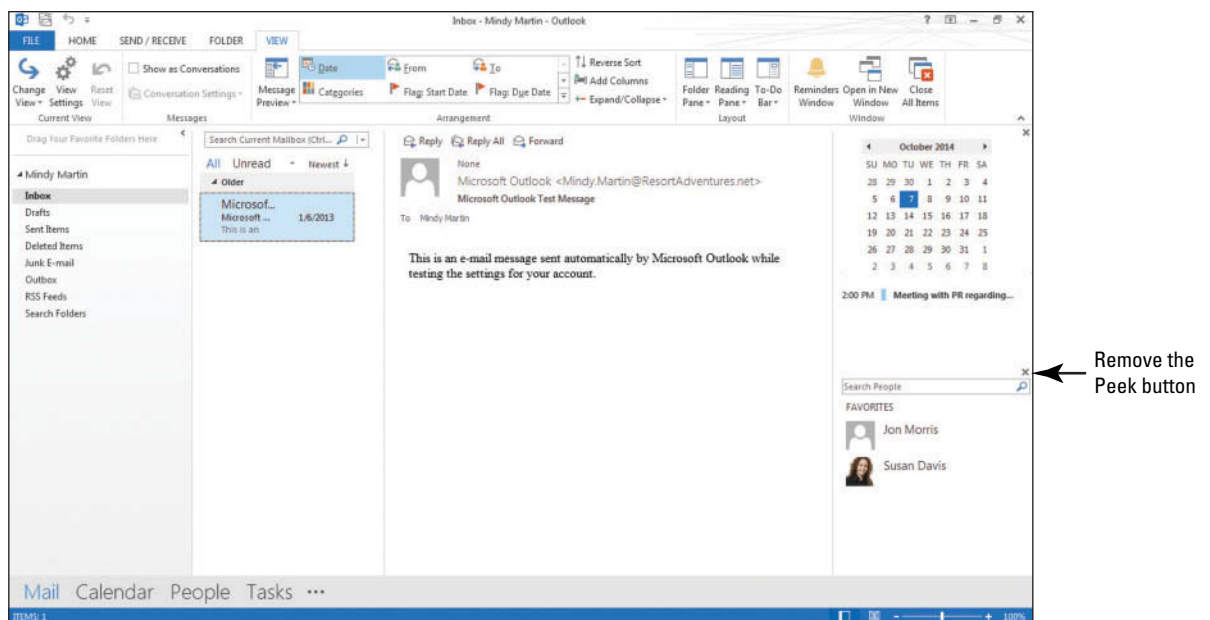 Inbox - Mindy Martin - Outlook
FILE HOME SEND / RECEIVE FOLDER VIEW
Change View View Settings Reset View
Current View
Show as Conversations
Conversation Settings
Messages
Message Preview
Date
Categories
From
To
Flag: Start Date
Flag: Due Date
Reverse Sort
Add Columns
Expand/Collapse
Arrangement
Folder Pane Reading Pane To-Do Bar
Layout
Reminders Window Open in New Window Close All Items
Window
Drag Your Favorite Folders Here
Mindy Martin
Inbox
Drafts
Sent Items
Deleted Items
Junk E-mail
Outbox
RSS Feeds
Search Folders
Search Current Mailbox (Ctrl...
All Unread Newest
Older
Microsof...
Microsoft ... 1/6/2013
This is an
Reply Reply All Forward
None
Microsoft Outlook <Mindy.Martin@ResortAdventures.net>
Microsoft Outlook Test Message
To Mindy Martin
This is an e-mail message sent automatically by Microsoft Outlook while
testing the settings for your account.
October 2014
SU MO TU WE TH FR SA
28 29 30 1 2 3 4
5 6 7 8 9 10 11
12 13 14 15 16 17 18
19 20 21 22 23 24 25
26 27 28 29 30 31 1
2 3 4 5 6 7 8
2:00 PM Meeting with PR regarding...
Search People
FAVORITES
Jon Morris
Susan Davis
Remove the
Peek button
Mail Calendar People Tasks ...
ITEMS: 1
100%